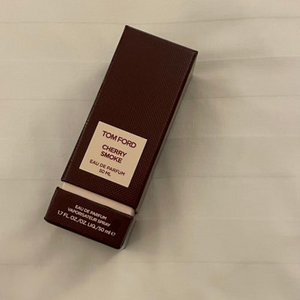 TOM FORD
CHERRY
SMOKE
EAU DE PARFUM
50 ML
EAU DE PARFUM
VAPORISATEUR SPRAY
1.7 FL. OZ./OZ. LIQ./50 ml ℮